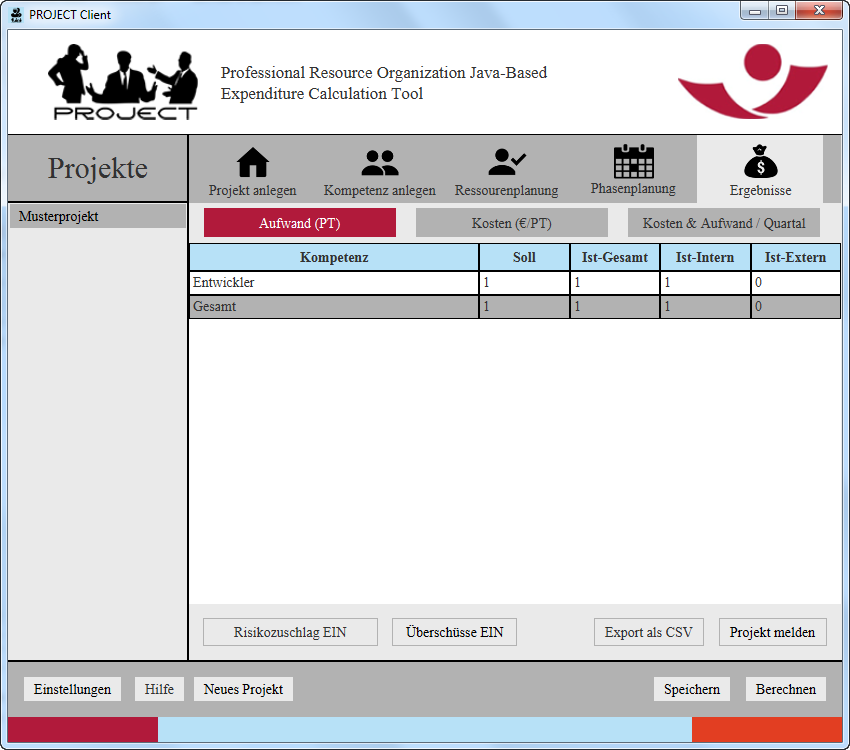 PROJECT Client
PROJECT
Professional Resource Organization Java-Based
Expenditure Calculation Tool
Projekte
Projekt anlegen
Kompetenz anlegen
Ressourenplanung
Phasenplanung
$
Ergebnisse
Musterprojekt
Aufwand (PT)
Kosten (€/PT)
Kosten & Aufwand / Quartal
Kompetenz Soll Ist-Gesamt Ist-Intern Ist-Extern
Entwickler 1 1 1 0
Gesamt 1 1 1 0
Risikozuschlag EIN
Überschüsse EIN
Export als CSV
Projekt melden
Einstellungen
Hilfe
Neues Projekt
Speichern
Berechnen